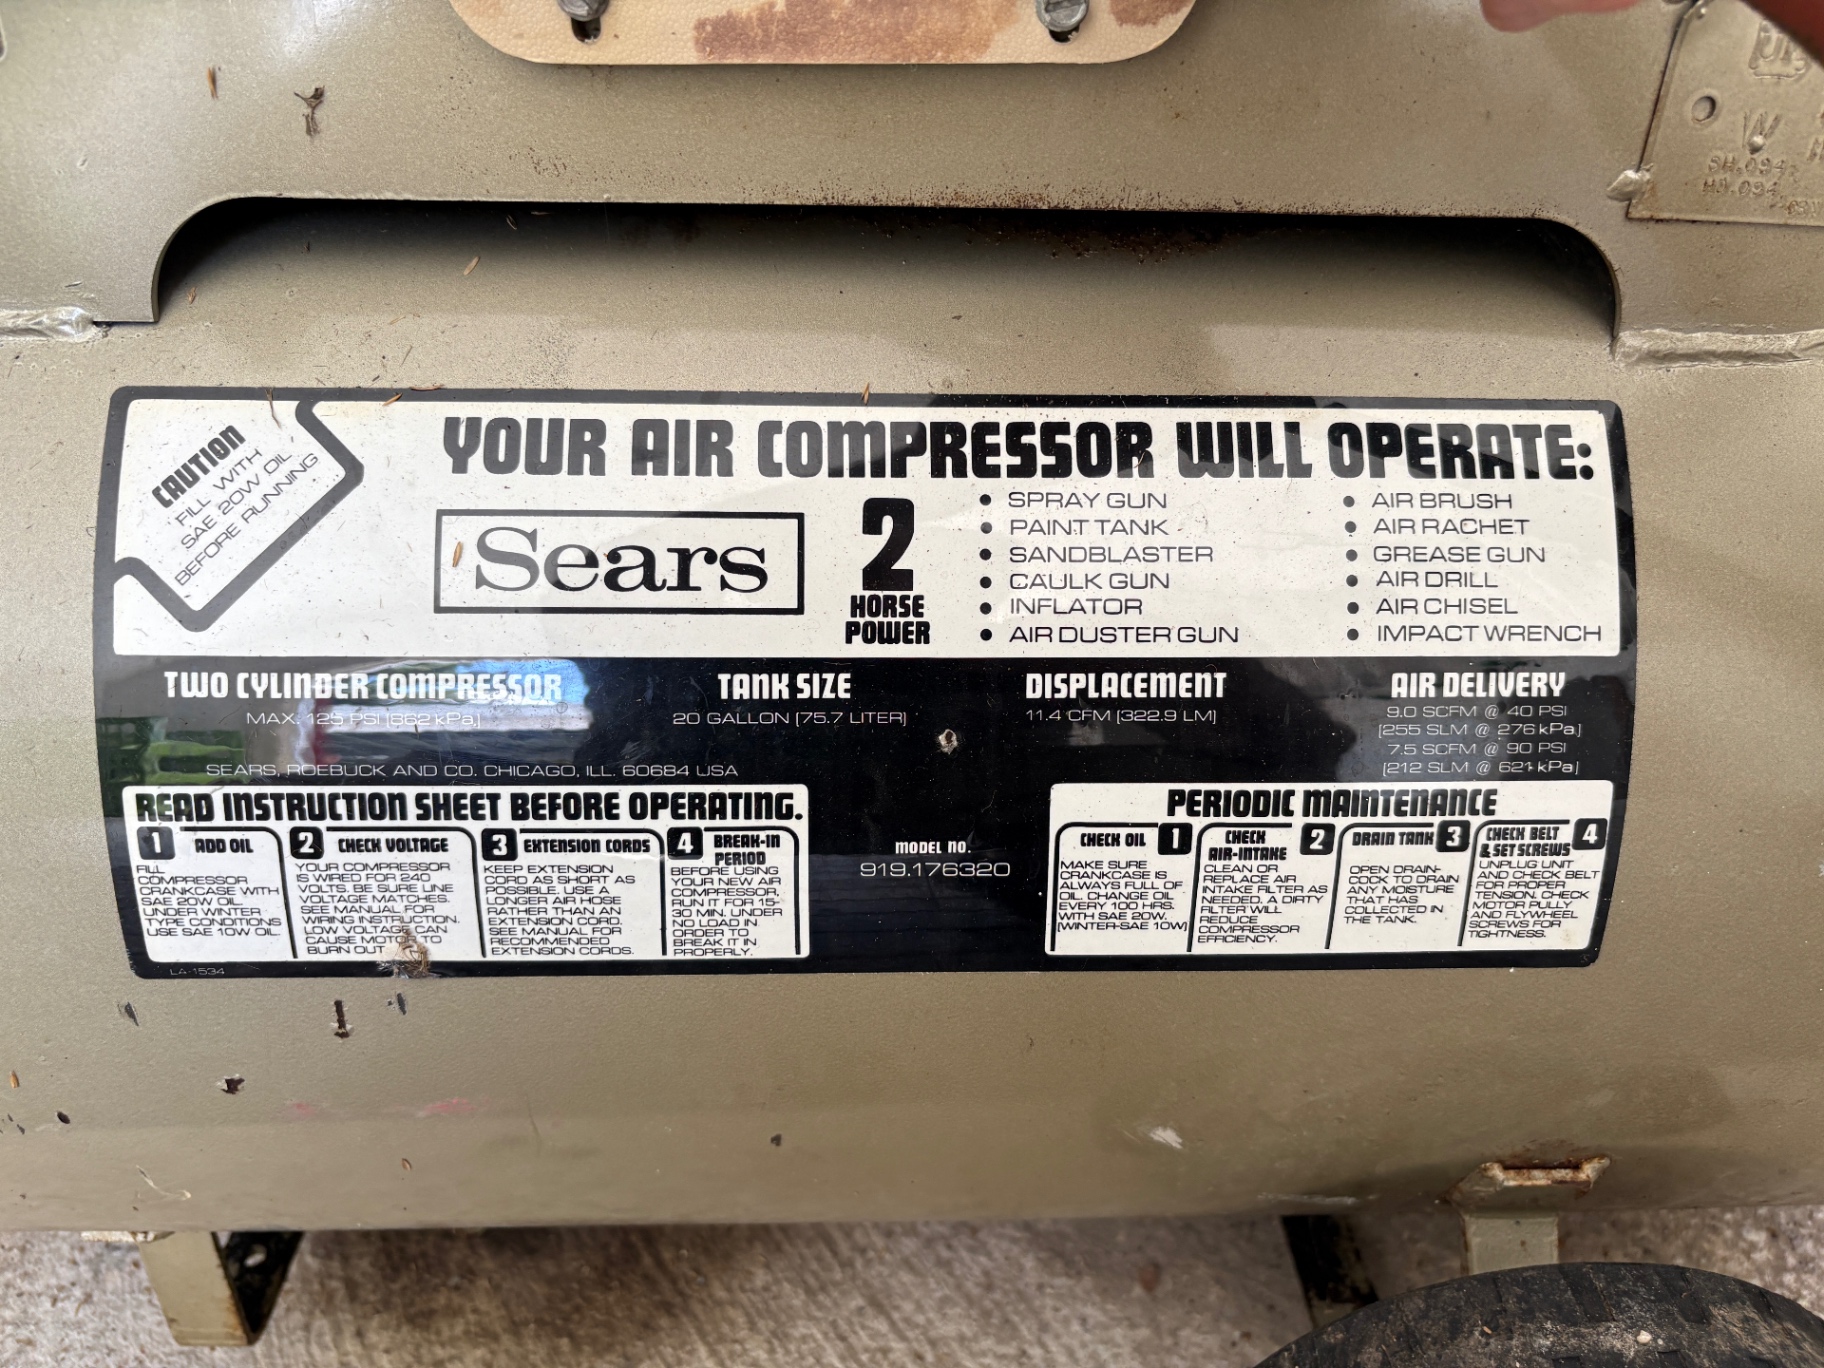 CAUTION
FILL WITH
SAE 20W OIL
BEFORE RUNNING
YOUR AIR COMPRESSOR WILL OPERATE:
Sears
2
HORSE
POWER
• SPRAY GUN
• PAINT TANK
• SANDBLASTER
• CAULK GUN
• INFLATOR
• AIR DUSTER GUN
• AIR BRUSH
• AIR RACHET
• GREASE GUN
• AIR DRILL
• AIR CHISEL
• IMPACT WRENCH
TWO CYLINDER COMPRESSOR
MAX. 125 PSI [862 kPa]
TANK SIZE
20 GALLON [75.7 LITER]
DISPLACEMENT
11.4 CFM [322.9 LM]
AIR DELIVERY
9.0 SCFM @ 40 PSI
[255 SLM @ 276 kPa]
7.5 SCFM @ 90 PSI
[212 SLM @ 621 kPa]
SEARS, ROEBUCK AND CO. CHICAGO, ILL. 60684 USA
READ INSTRUCTION SHEET BEFORE OPERATING.
1 ADD OIL
FILL
COMPRESSOR
CRANKCASE WITH
SAE 20W OIL.
UNDER WINTER
TYPE CONDITIONS
USE SAE 10W OIL.
2 CHECK VOLTAGE
YOUR COMPRESSOR
IS WIRED FOR 240
VOLTS. BE SURE LINE
VOLTAGE MATCHES.
SEE MANUAL FOR
WIRING INSTRUCTION.
LOW VOLTAGE CAN
CAUSE MOTOR TO
BURN OUT
3 EXTENSION CORDS
KEEP EXTENSION
CORD AS SHORT AS
POSSIBLE. USE A
LONGER AIR HOSE
RATHER THAN AN
EXTENSION CORD.
SEE MANUAL FOR
RECOMMENDED
EXTENSION CORDS.
4 BREAK-IN
PERIOD
BEFORE USING
YOUR NEW AIR
COMPRESSOR,
RUN IT FOR 15-
30 MIN. UNDER
NO LOAD IN
ORDER TO
BREAK IT IN
PROPERLY.
MODEL NO.
919.176320
PERIODIC MAINTENANCE
CHECK OIL 1
MAKE SURE
CRANKCASE IS
ALWAYS FULL OF
OIL. CHANGE OIL
EVERY 100 HRS.
WITH SAE 20W.
[WINTER-SAE 10W]
CHECK
AIR-INTAKE 2
CLEAN OR
REPLACE AIR
INTAKE FILTER AS
NEEDED. A DIRTY
FILTER WILL
REDUCE
COMPRESSOR
EFFICIENCY.
DRAIN TANK 3
OPEN DRAIN-
COCK TO DRAIN
ANY MOISTURE
THAT HAS
COLLECTED IN
THE TANK.
CHECK BELT
& SET SCREWS 4
UNPLUG UNIT
AND CHECK BELT
FOR PROPER
TENSION. CHECK
MOTOR PULLY
AND FLYWHEEL
SCREWS FOR
TIGHTNESS.
LA-1534
W
SH.094
HD.094